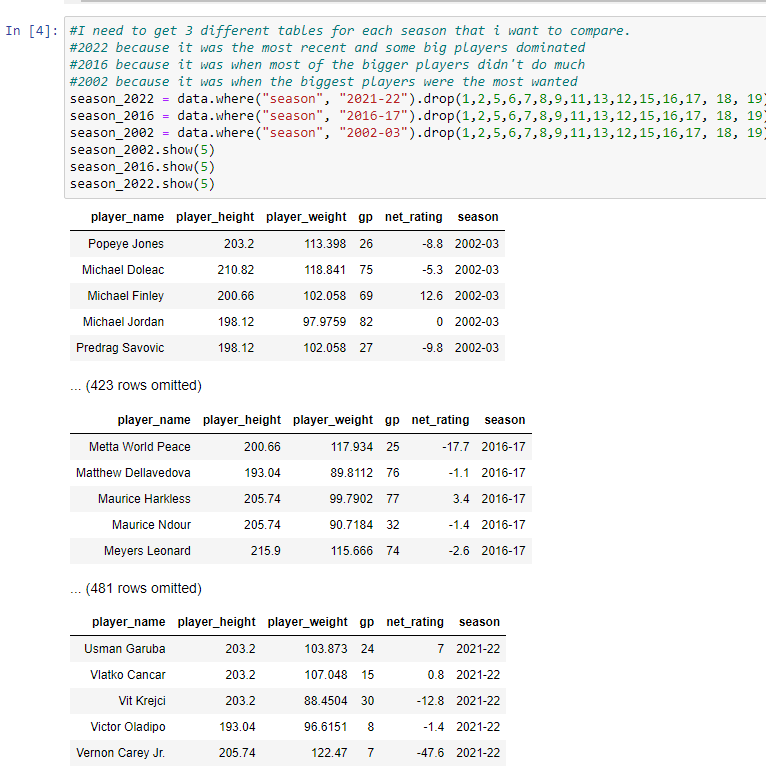 In [4]: #I need to get 3 different tables for each season that i want to compare.
#2022 because it was the most recent and some big players dominated
#2016 because it was when most of the bigger players didn't do much
#2002 because it was when the biggest players were the most wanted
season_2022 = data.where("season", "2021-22").drop(1,2,5,6,7,8,9,11,13,12,15,16,17, 18, 19)
season_2016 = data.where("season", "2016-17").drop(1,2,5,6,7,8,9,11,13,12,15,16,17, 18, 19)
season_2002 = data.where("season", "2002-03").drop(1,2,5,6,7,8,9,11,13,12,15,16,17, 18, 19)
season_2002.show(5)
season_2016.show(5)
season_2022.show(5)
player_name player_height player_weight gp net_rating season
Popeye Jones 203.2 113.398 26 -8.8 2002-03
Michael Doleac 210.82 118.841 75 -5.3 2002-03
Michael Finley 200.66 102.058 69 12.6 2002-03
Michael Jordan 198.12 97.9759 82 0 2002-03
Predrag Savovic 198.12 102.058 27 -9.8 2002-03
... (423 rows omitted)
player_name player_height player_weight gp net_rating season
Metta World Peace 200.66 117.934 25 -17.7 2016-17
Matthew Dellavedova 193.04 89.8112 76 -1.1 2016-17
Maurice Harkless 205.74 99.7902 77 3.4 2016-17
Maurice Ndour 205.74 90.7184 32 -1.4 2016-17
Meyers Leonard 215.9 115.666 74 -2.6 2016-17
... (481 rows omitted)
player_name player_height player_weight gp net_rating season
Usman Garuba 203.2 103.873 24 7 2021-22
Vlatko Cancar 203.2 107.048 15 0.8 2021-22
Vit Krejci 203.2 88.4504 30 -12.8 2021-22
Victor Oladipo 193.04 96.6151 8 -1.4 2021-22
Vernon Carey Jr. 205.74 122.47 7 -47.6 2021-22